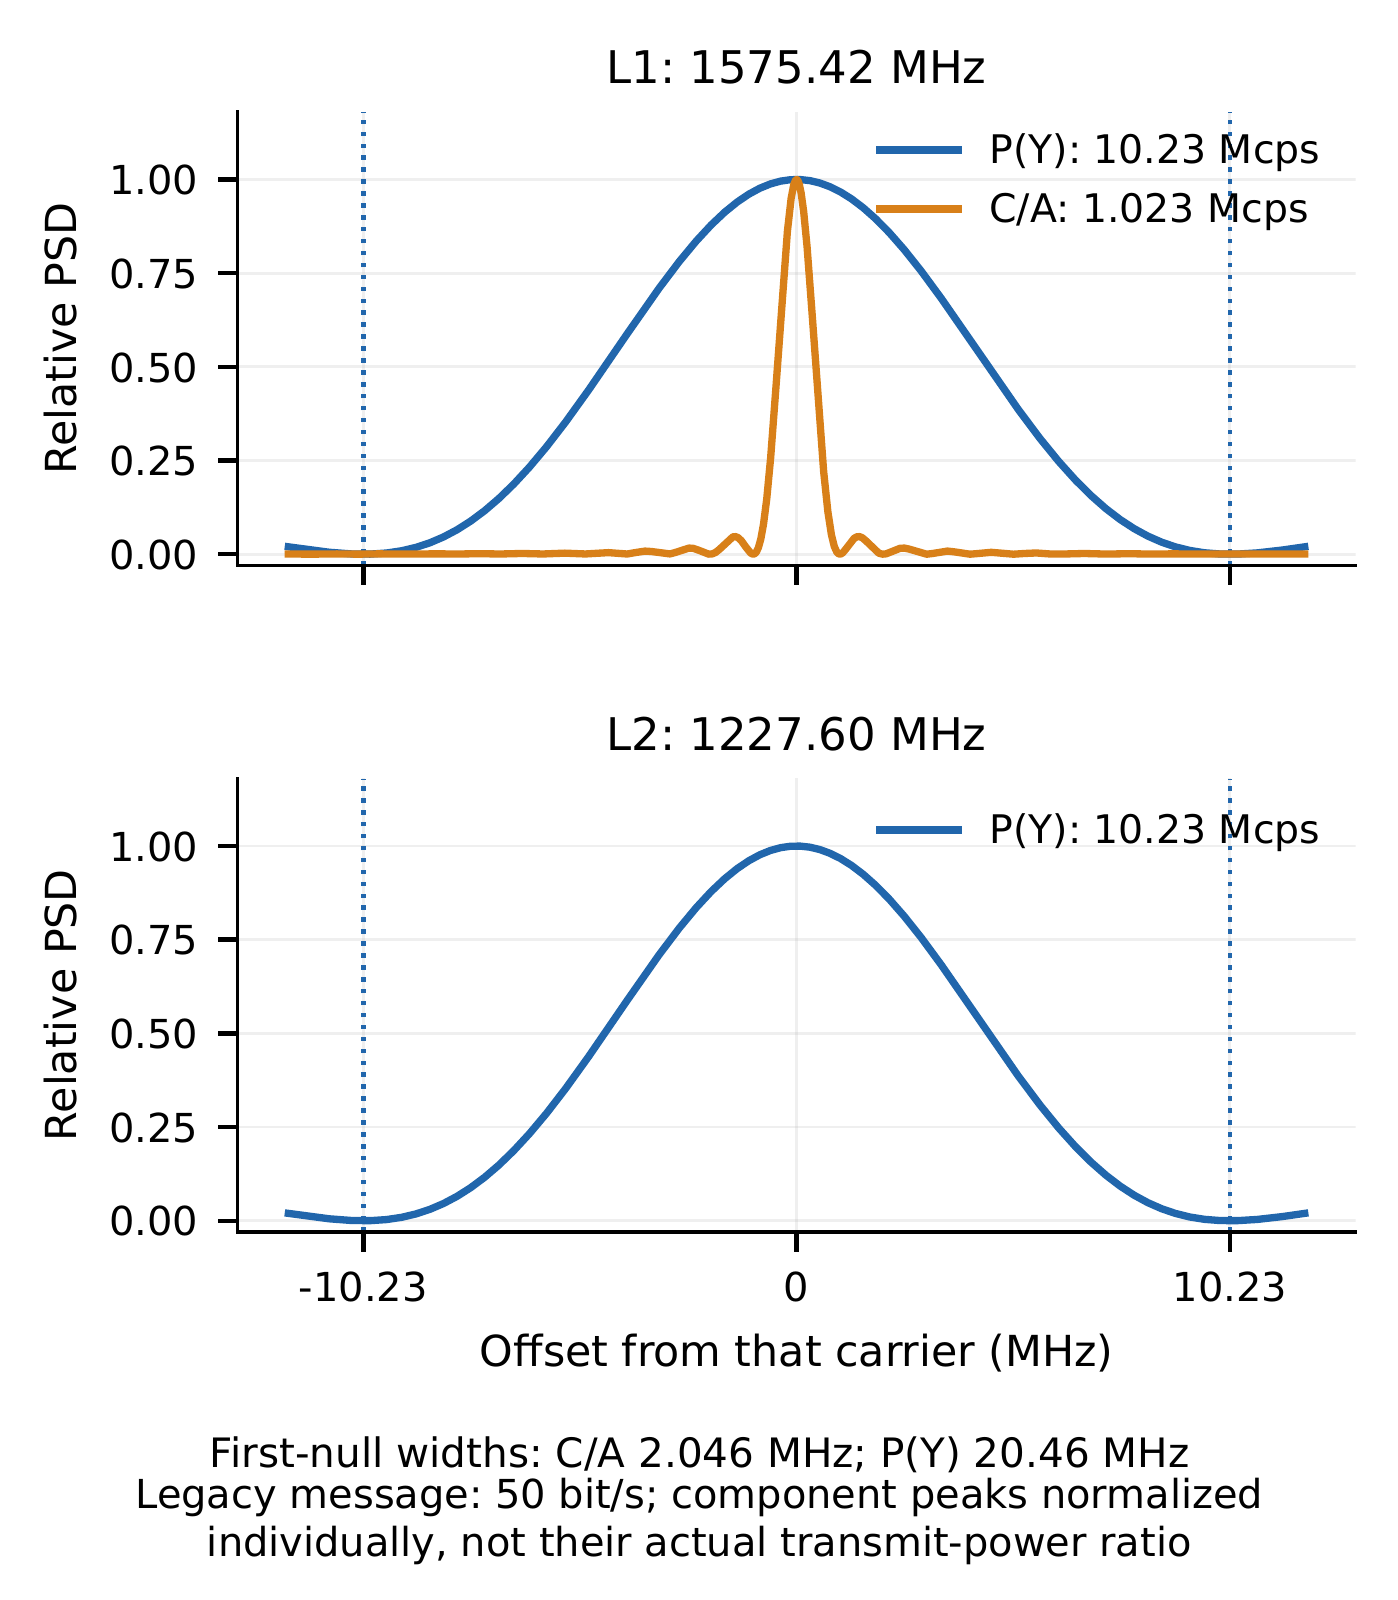 L1: 1575.42 MHz
P(Y): 10.23 Mcps
C/A: 1.023 Mcps
Relative PSD
1.00
0.75
0.50
0.25
0.00
L2: 1227.60 MHz
P(Y): 10.23 Mcps
Relative PSD
1.00
0.75
0.50
0.25
0.00
-10.23
0
10.23
Offset from that carrier (MHz)
First-null widths: C/A 2.046 MHz; P(Y) 20.46 MHz
Legacy message: 50 bit/s; component peaks normalized
individually, not their actual transmit-power ratio